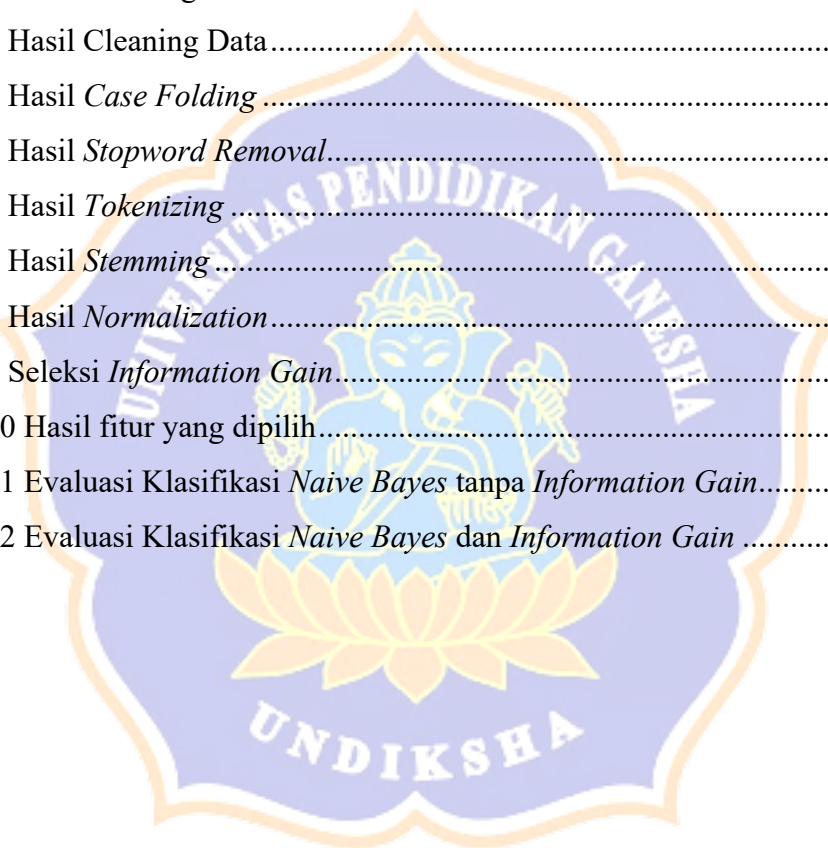 Hasil Cleaning Data........................................................................
Hasil Case Folding ........................................................................
Hasil Stopword Removal................................................................
Hasil Tokenizing ............................................................................
Hasil Stemming..............................................................................
Hasil Normalization.......................................................................
Seleksi Information Gain...............................................................
0 Hasil fitur yang dipilih.................................................................
1 Evaluasi Klasifikasi Naive Bayes tanpa Information Gain.........
2 Evaluasi Klasifikasi Naive Bayes dan Information Gain ...........
UNIVERSITAS PENDIDIKAN GANESHA
UNDIKSHA